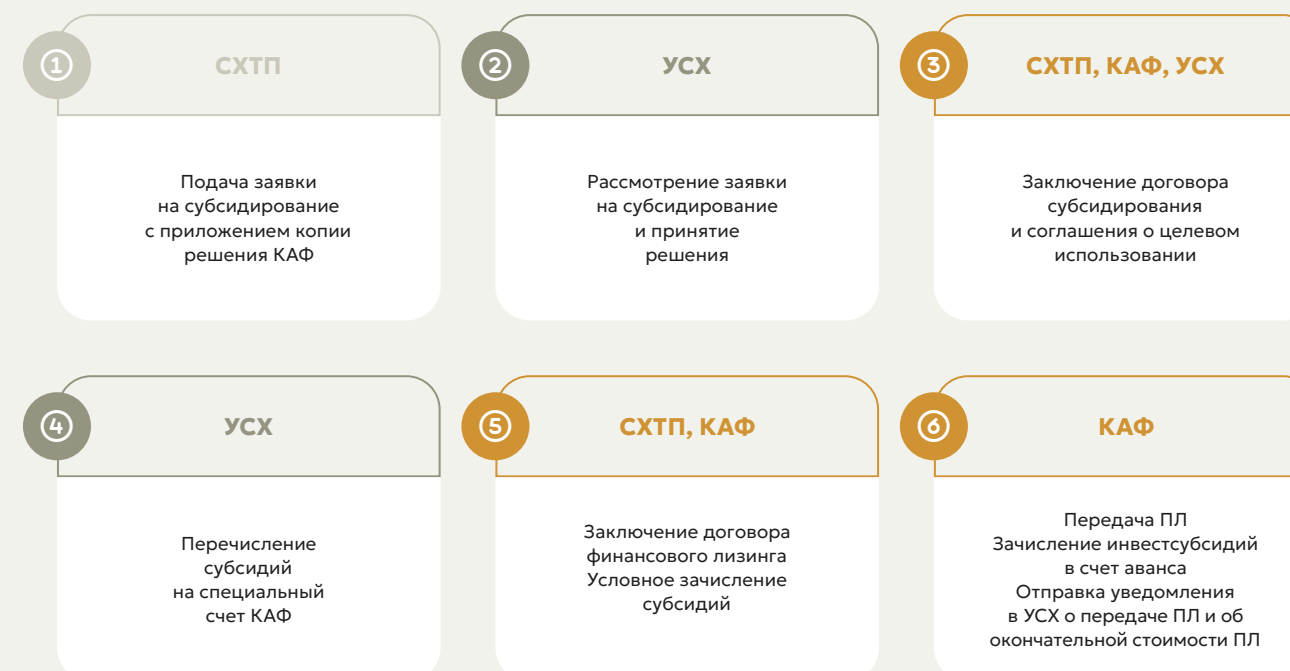 1
СХТП
Подача заявки
на субсидирование
с приложением копии
решения КАФ
2
УСХ
Рассмотрение заявки
на субсидирование
и принятие
решения
3
СХТП, КАФ, УСХ
Заключение договора
субсидирования
и соглашения о целевом
использовании
4
УСХ
Перечисление
субсидий
на специальный
счет КАФ
5
СХТП, КАФ
Заключение договора
финансового лизинга
Условное зачисление
субсидий
6
КАФ
Передача ПЛ
Зачисление инвестсубсидий
в счет аванса
Отправка уведомления
в УСХ о передаче ПЛ и об
окончательной стоимости ПЛ